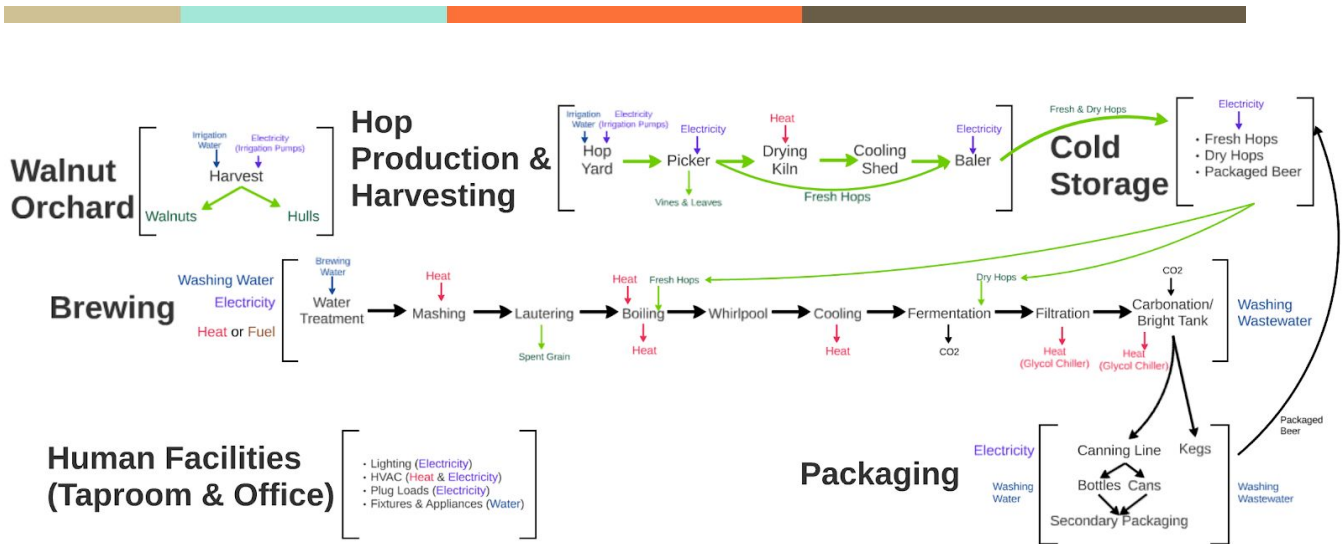 Walnut
Orchard
Irrigation
Water
Electricity
(Irrigation Pumps)
Harvest
Walnuts
Hulls
Hop
Production &
Harvesting
Irrigation
Water
Electricity
(Irrigation Pumps)
Hop
Yard
Electricity
Picker
Vines & Leaves
Heat
Drying
Kiln
Cooling
Shed
Fresh Hops
Electricity
Baler
Fresh & Dry Hops
Cold
Storage
Electricity
• Fresh Hops
• Dry Hops
• Packaged Beer
Brewing
Washing Water
Electricity
Heat or Fuel
Brewing
Water
Water
Treatment
Heat
Mashing
Lautering
Spent Grain
Heat
Fresh Hops
Boiling
Heat
Whirlpool
Cooling
Heat
Dry Hops
Fermentation
CO2
Filtration
Heat
(Glycol Chiller)
CO2
Carbonation/
Bright Tank
Heat
(Glycol Chiller)
Washing
Wastewater
Human Facilities
(Taproom & Office)
• Lighting (Electricity)
• HVAC (Heat & Electricity)
• Plug Loads (Electricity)
• Fixtures & Appliances (Water)
Packaging
Electricity
Washing
Water
Canning Line
Kegs
Bottles
Cans
Secondary Packaging
Washing
Wastewater
Packaged
Beer